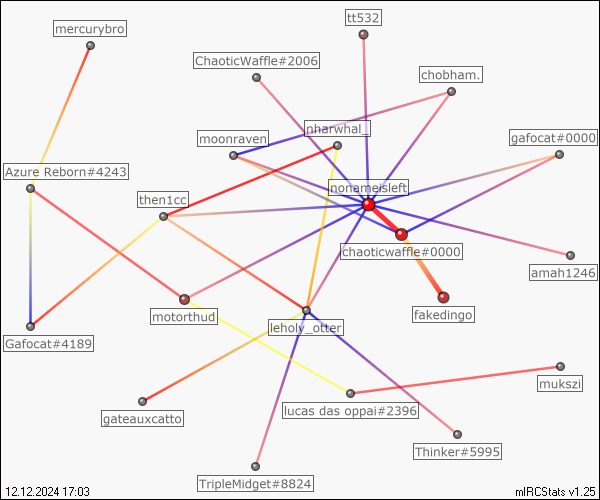 tt532
mercurybro
ChaoticWaffle#2006
chobham.
nharwhal_
moonraven
gafocat#0000
Azure Reborn#4243
nonameisleft
then1cc
chaoticwaffle#0000
amah1246
motorthud
fakedingo
leholy_otter
Gafocat#4189
mukszi
lucas das oppai#2396
gateauxcatto
Thinker#5995
TripleMidget#8824
12.12.2024 17:03
mIRCStats v1.25